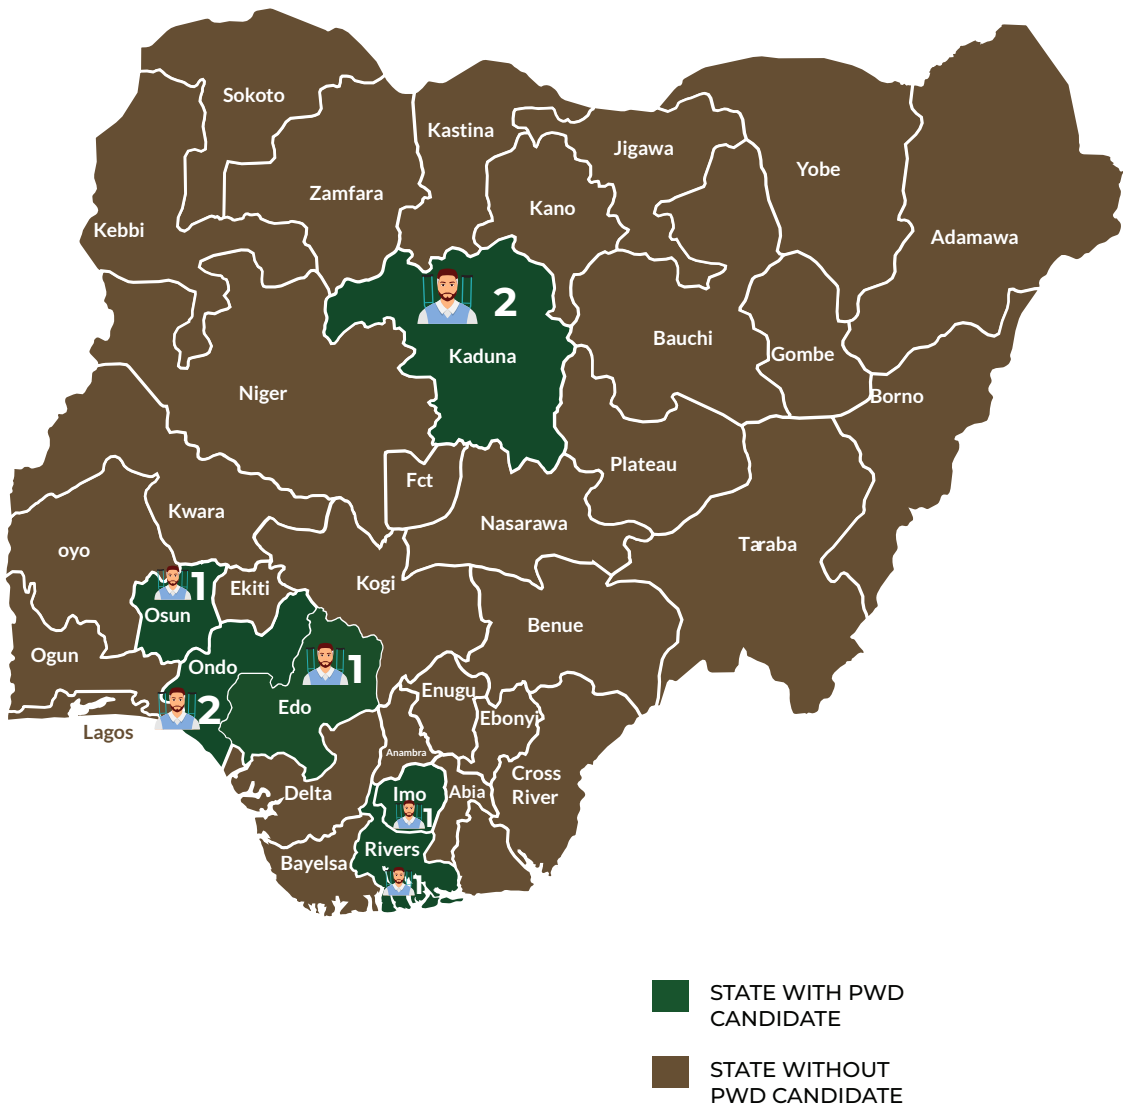 Sokoto
Kastina
Jigawa
Yobe
Zamfara
Kano
Kebbi
Adamawa
2
Kaduna
Bauchi
Gombe
Niger
Borno
Plateau
Fct
Kwara
Nasarawa
oyo
Taraba
1
Ekiti
Kogi
Osun
Benue
Ogun
Ondo
1
Enugu
2
Edo
Ebonyi
Lagos
Anambra
Cross
River
Delta
Imo
Abia
1
Rivers
Bayelsa
1
STATE WITH PWD
CANDIDATE
STATE WITHOUT
PWD CANDIDATE